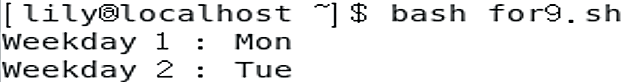 [lily@localhost ~]$ bash for9.sh
Weekday 1 : Mon
Weekday 2 : Tue